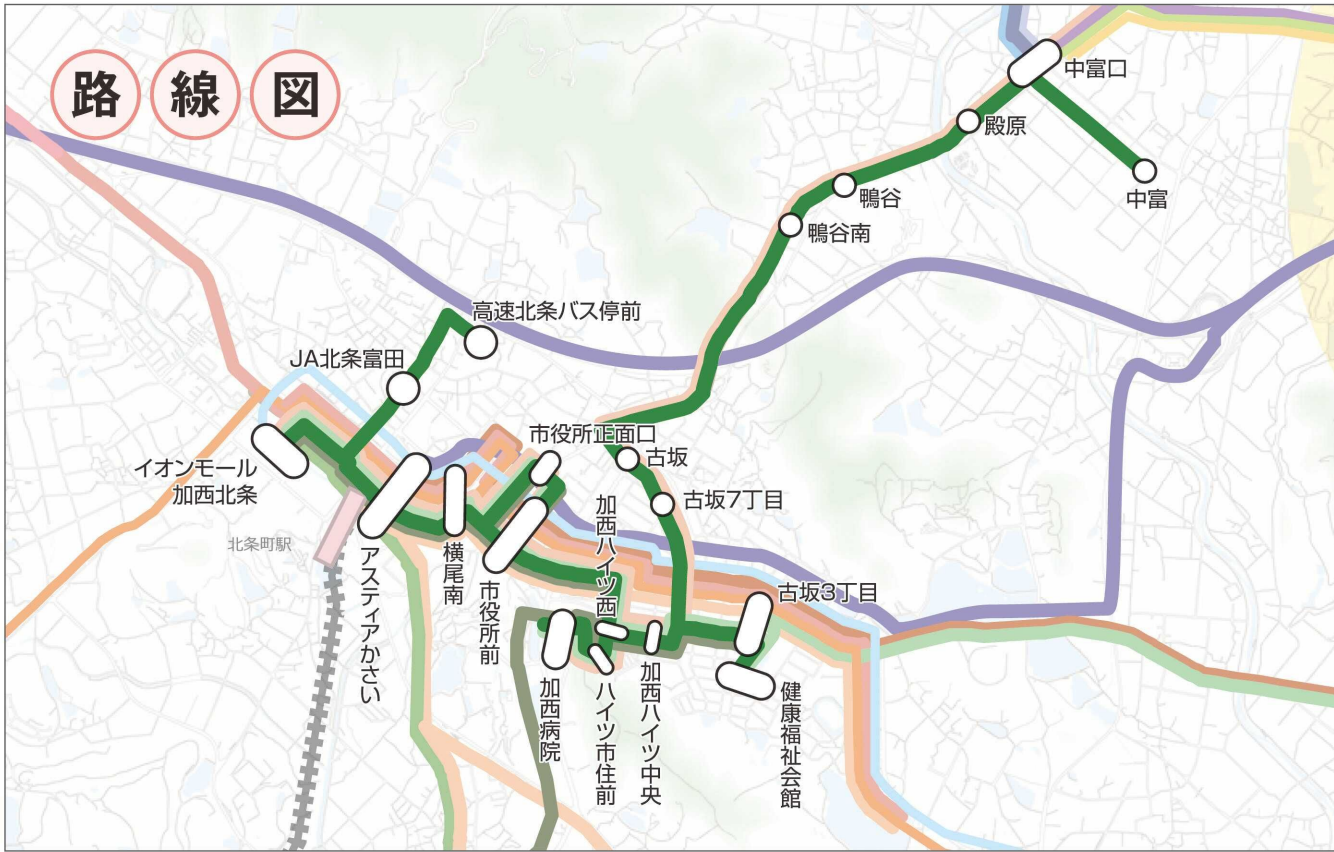 路線図
中富口
殿原
中富
鴨谷
鴨谷南
高速北条バス停前
JA北条富田
市役所正面口
古坂
イオンモール
加西北条
古坂7丁目
加西ハイツ西
北条町駅
アスティアかさい
横尾南
市役所前
古坂3丁目
加西病院
ハイツ市住前
加西ハイツ中央
健康福祉会館